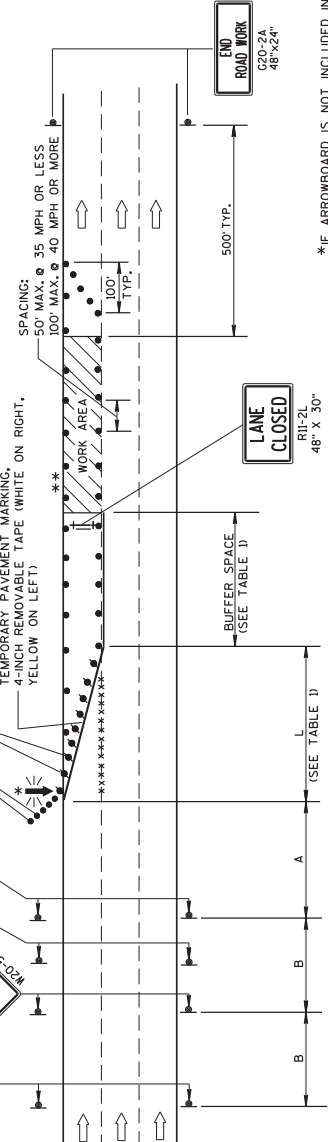 END
ROAD WORK
G20-2A
48"x24"
SPACING:
50' MAX. @ 35 MPH OR LESS
100' MAX. @ 40 MPH OR MORE
100'
TYP.
500' TYP.
WORK AREA
**
LANE
CLOSED
R11-2L
48" X 30"
TEMPORARY PAVEMENT MARKING,
4-INCH REMOVABLE TAPE (WHITE ON RIGHT,
YELLOW ON LEFT)
BUFFER SPACE
(SEE TABLE 1)
*
L
(SEE TABLE 1)
A
B
B
*IF ARROWBOARD IS NOT INCLUDED IN